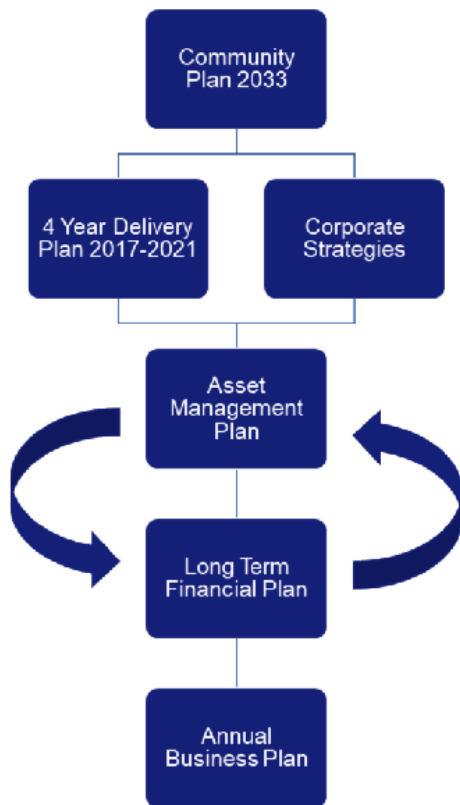 Community
Plan 2033
4 Year Delivery
Plan 2017-2021
Corporate
Strategies
Asset
Management
Plan
Long Term
Financial Plan
Annual
Business Plan